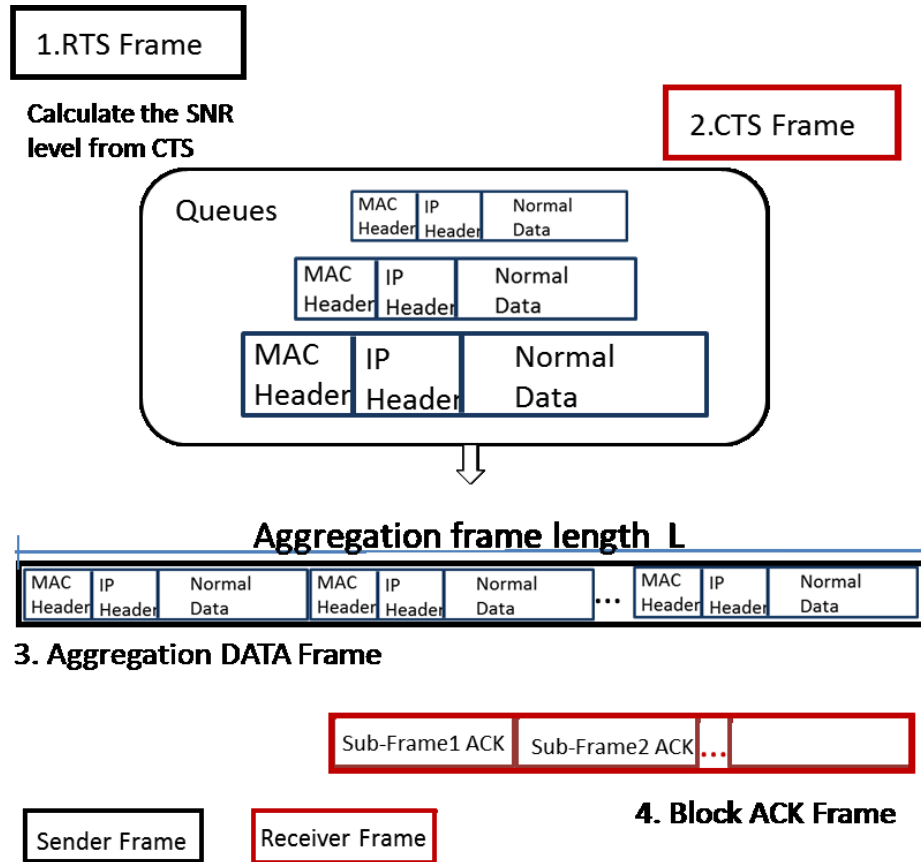 1.RTS Frame
Calculate the SNR
level from CTS
2.CTS Frame
Queues
MAC
Header
IP
Header
Normal
Data
MAC
Header
IP
Header
Normal
Data
MAC
Header
IP
Header
Normal
Data
Aggregation frame length L
MAC
Header
IP
Header
Normal
Data
MAC
Header
IP
Header
Normal
Data
...
MAC
Header
IP
Header
Normal
Data
3. Aggregation DATA Frame
Sub-Frame1 ACK
Sub-Frame2 ACK
...
4. Block ACK Frame
Sender Frame
Receiver Frame